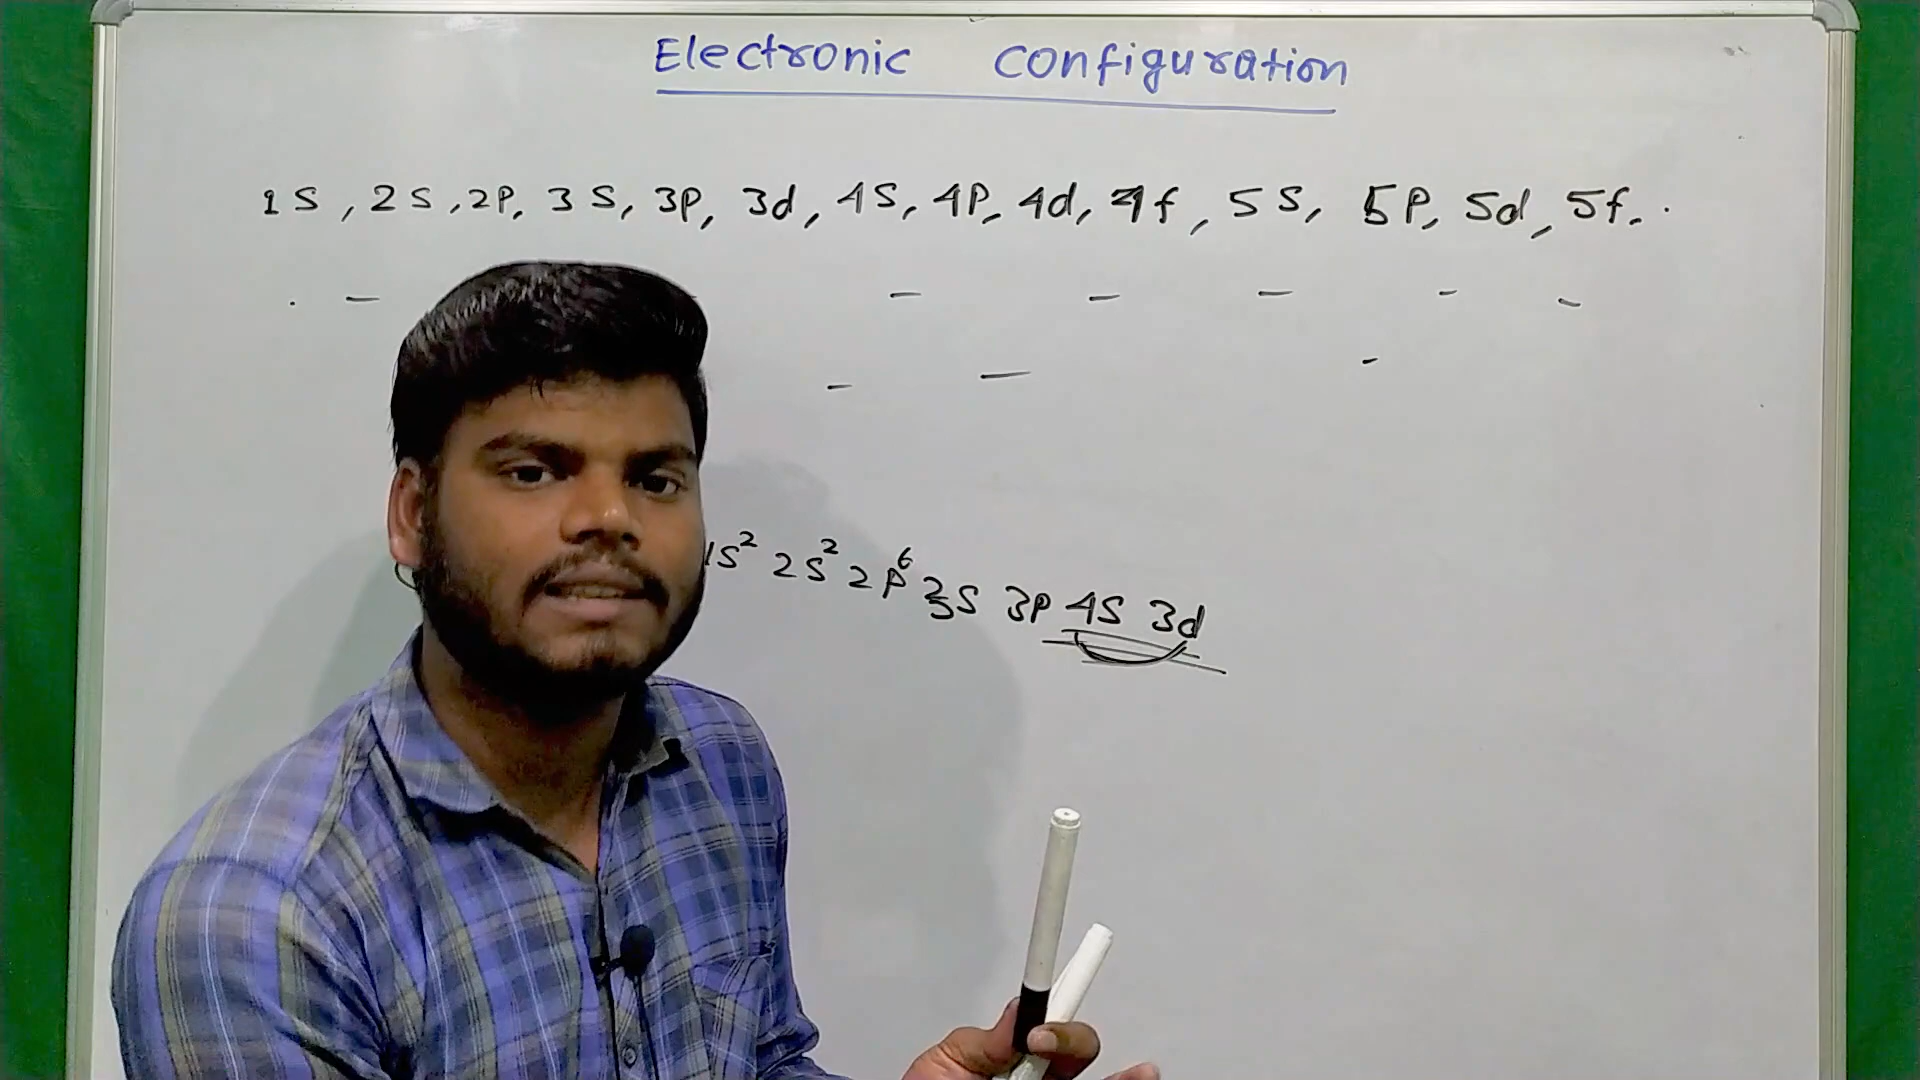 Electronic configuration
1S, 2S, 2P, 3S, 3P, 3d, 4S, 4P, 4d, 4f, 5S, 5P, 5d, 5f..
1S² 2S² 2P⁶ 3S 3P 4S 3d